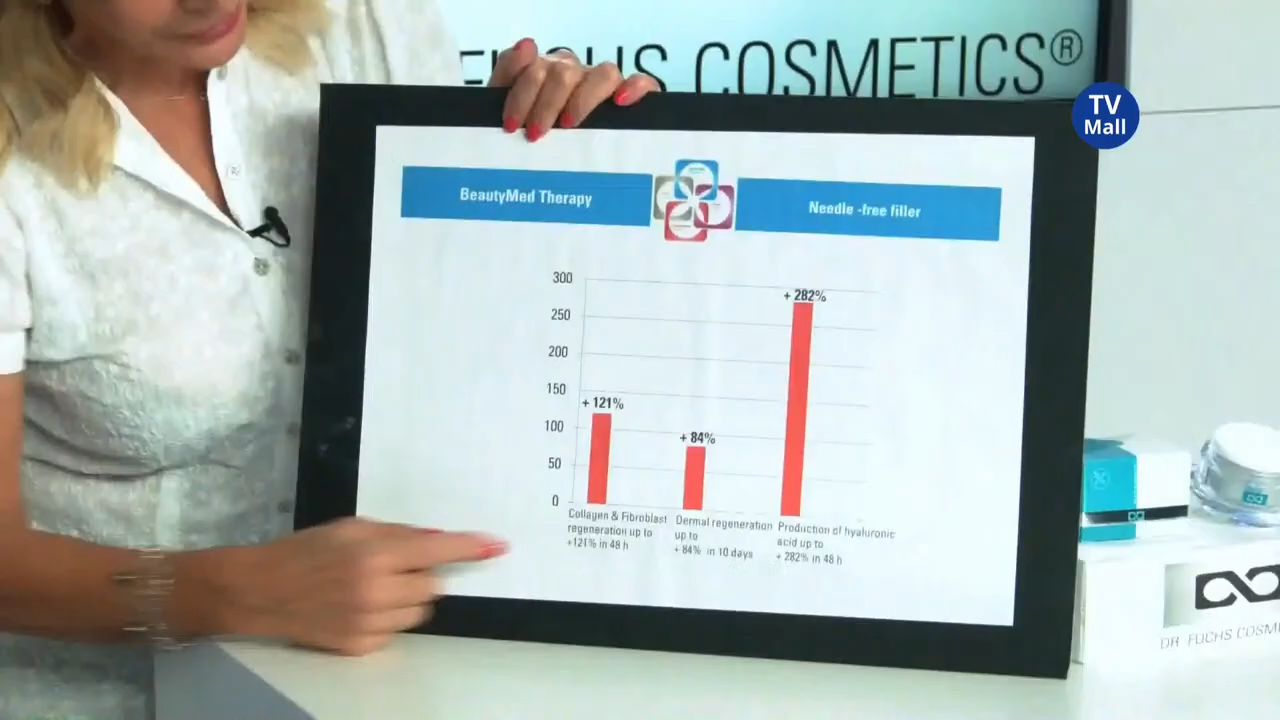 FUCHS COSMETICS®
TV
Mall
BeautyMed Therapy
Needle -free filler
300
250
200
150
100
50
0
+ 121%
+ 84%
+ 282%
Collagen & Fibroblast
regeneration up to
+121% in 48 h
Dermal regeneration
up to
+ 84% in 10 days
Production of hyaluronic
acid up to
+ 282% in 48 h
DR FUCHS